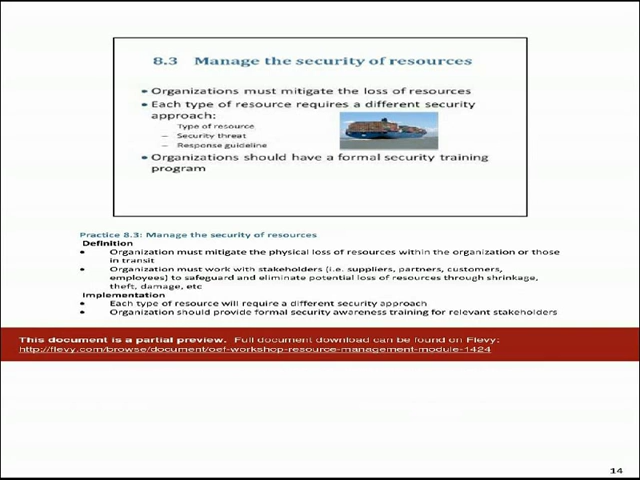 8.3 Manage the security of resources
• Organizations must mitigate the loss of resources
• Each type of resource requires a different security
approach:
Type of resource
– Security threat
– Response guideline
• Organizations should have a formal security training
program
Practice 8.3: Manage the security of resources
Definition
• Organization must mitigate the physical loss of resources within the organization or those
in transit
• Organization must work with stakeholders (i.e. suppliers, partners, customers,
employees) to safeguard and eliminate potential loss of resources through shrinkage,
theft, damage, etc
Implementation
• Each type of resource will require a different security approach
• Organization should provide formal security awareness training for relevant stakeholders
This document is a partial preview. Full document download can be found on Flevy:
http://flevy.com/browse/document/oef-workshop-resource-management-module-1424
14